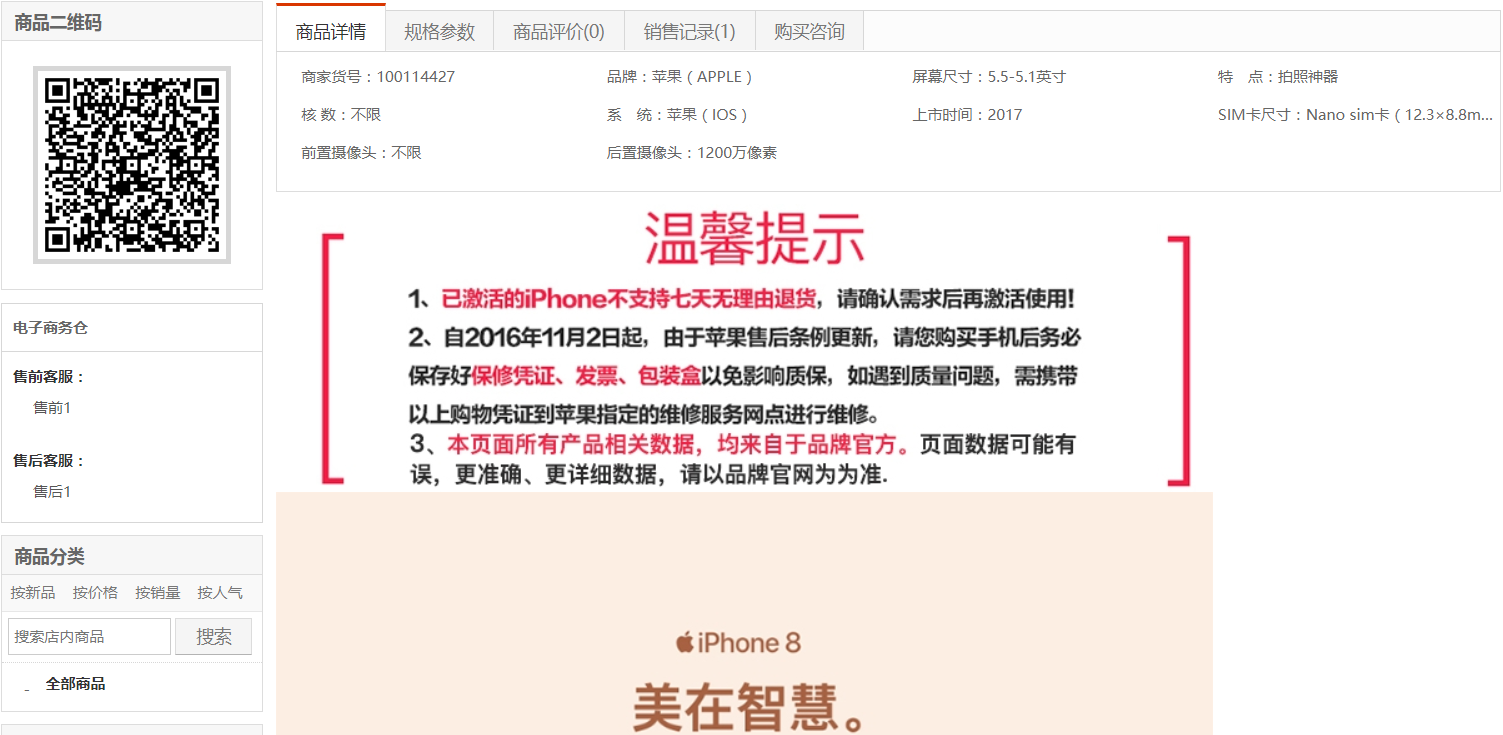 商品二维码
电子商务仓
售前客服：
售前1
售后客服：
售后1
商品分类
按新品 按价格 按销量 按人气
搜索店内商品 搜索
- 全部商品
商品详情 规格参数 商品评价(0) 销售记录(1) 购买咨询
商家货号：100114427 品牌：苹果（APPLE） 屏幕尺寸：5.5-5.1英寸 特 点：拍照神器
核 数：不限 系 统：苹果（IOS） 上市时间：2017 SIM卡尺寸：Nano sim卡（12.3×8.8m...
前置摄像头：不限 后置摄像头：1200万像素
温馨提示
1、已激活的iPhone不支持七天无理由退货，请确认需求后再激活使用!
2、自2016年11月2日起，由于苹果售后条例更新，请您购买手机后务必
保存好保修凭证、发票、包装盒以免影响质保，如遇到质量问题，需携带
以上购物凭证到苹果指定的维修服务网点进行维修。
3、本页面所有产品相关数据，均来自于品牌官方。页面数据可能有
误，更准确、更详细数据，请以品牌官网为为准.
iPhone 8
美在智慧。